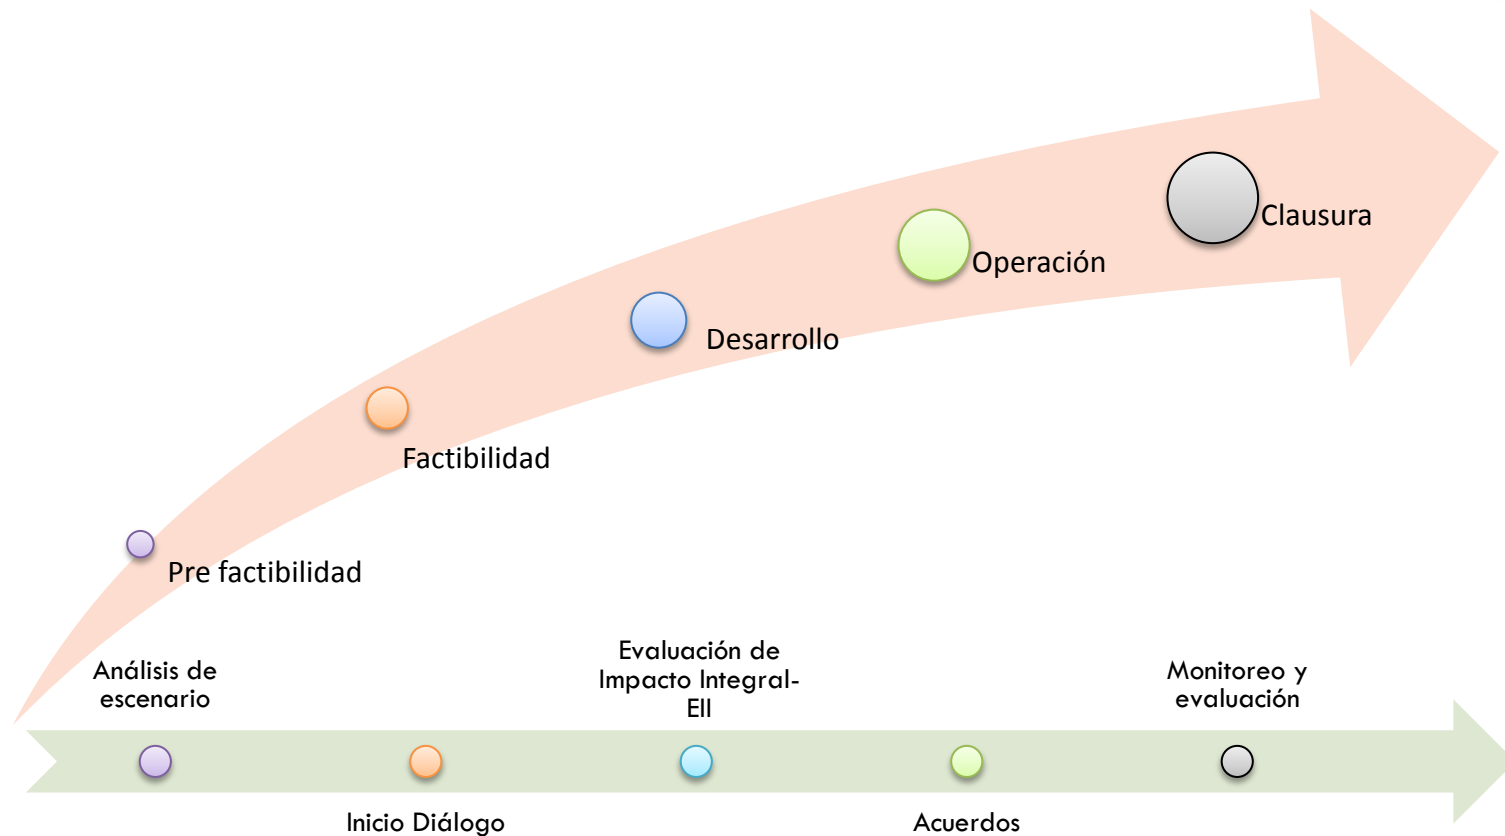 Clausura
Operación
Desarrollo
Factibilidad
Pre factibilidad
Análisis de
escenario
Evaluación de
Impacto Integral-
EII
Monitoreo y
evaluación
Inicio Diálogo
Acuerdos